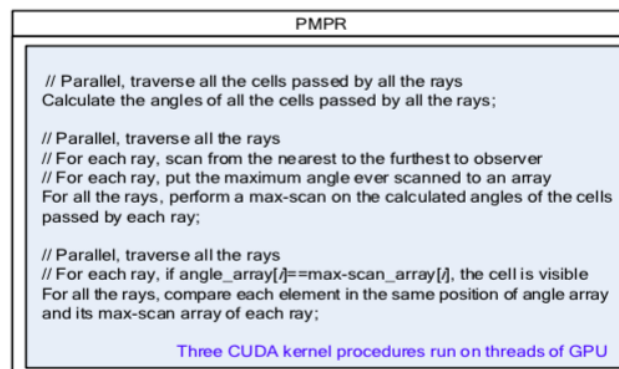 PMPR
// Parallel, traverse all the cells passed by all the rays
Calculate the angles of all the cells passed by all the rays;
// Parallel, traverse all the rays
// For each ray, scan from the nearest to the furthest to observer
// For each ray, put the maximum angle ever scanned to an array
For all the rays, perform a max-scan on the calculated angles of the cells
passed by each ray;
// Parallel, traverse all the rays
// For each ray, if angle_array[i]==max-scan_array[i], the cell is visible
For all the rays, compare each element in the same position of angle array
and its max-scan array of each ray;
Three CUDA kernel procedures run on threads of GPU